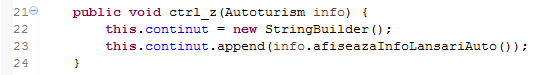 21 public void ctrl_z(Autoturism info) {
22 this.continut = new StringBuilder();
23 this.continut.append(info.afiseazaInfoLansariAuto());
24 }